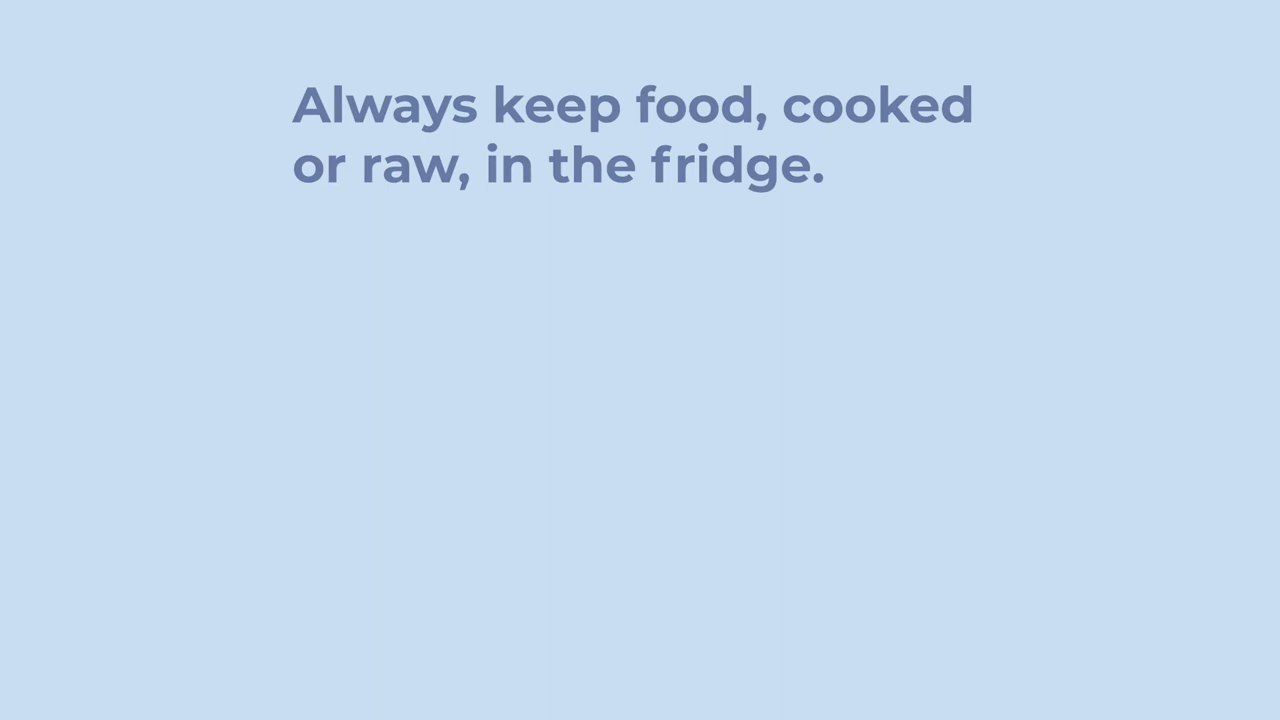 Always keep food, cooked
or raw, in the fridge.